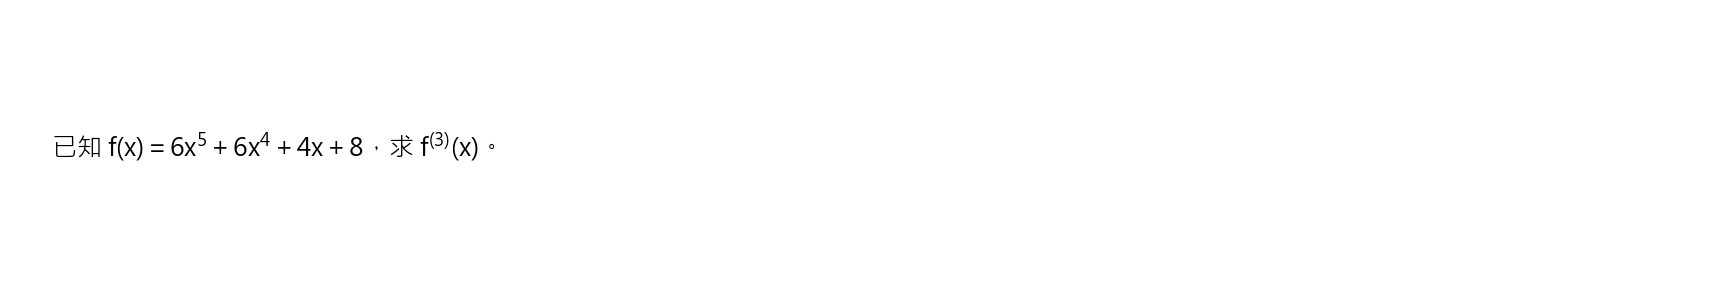 已知 f(x) = 6x⁵ + 6x⁴ + 4x + 8，求 f⁽³⁾(x)。